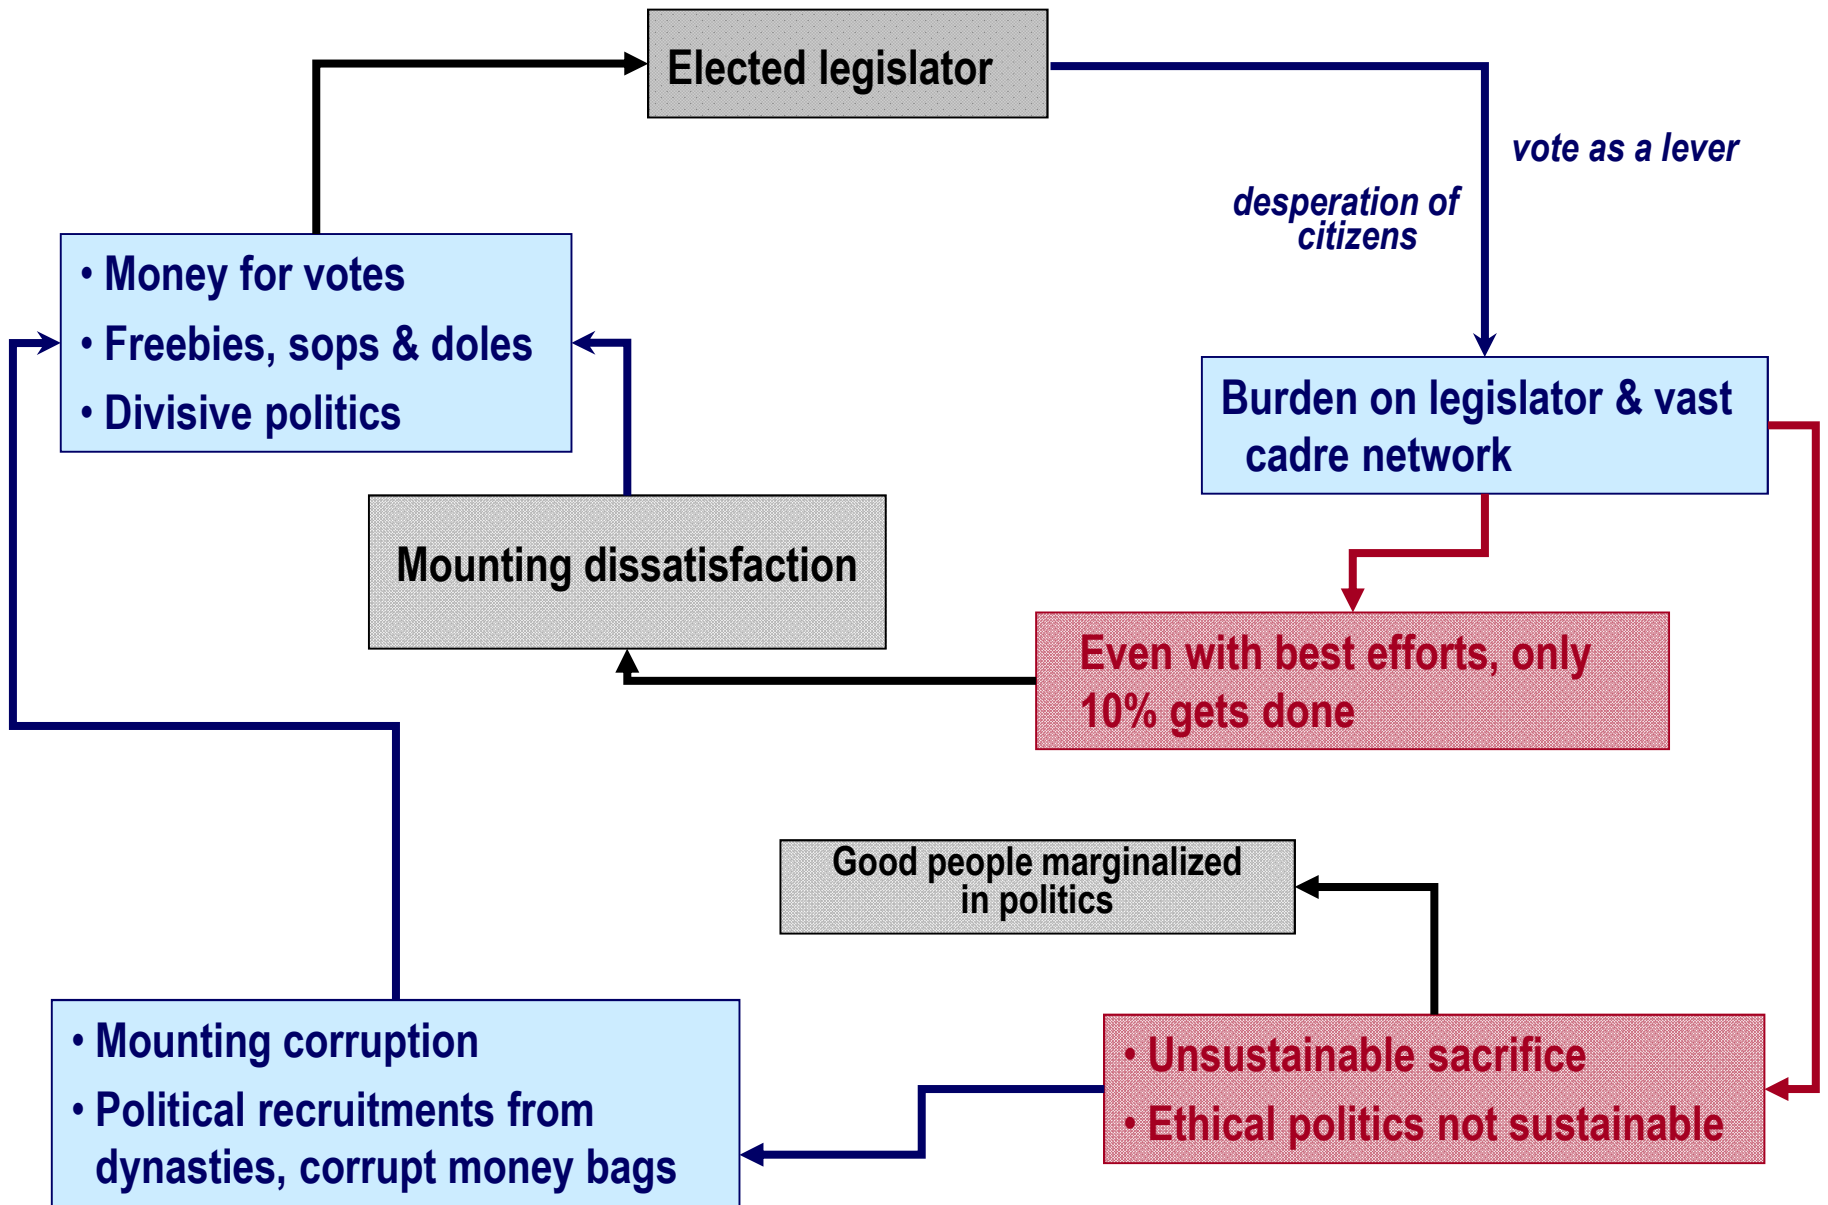 Elected legislator
vote as a lever
desperation of
citizens
• Money for votes
• Freebies, sops & doles
• Divisive politics
Burden on legislator & vast
cadre network
Mounting dissatisfaction
Even with best efforts, only
10% gets done
Good people marginalized
in politics
• Mounting corruption
• Political recruitments from
dynasties, corrupt money bags
• Unsustainable sacrifice
• Ethical politics not sustainable